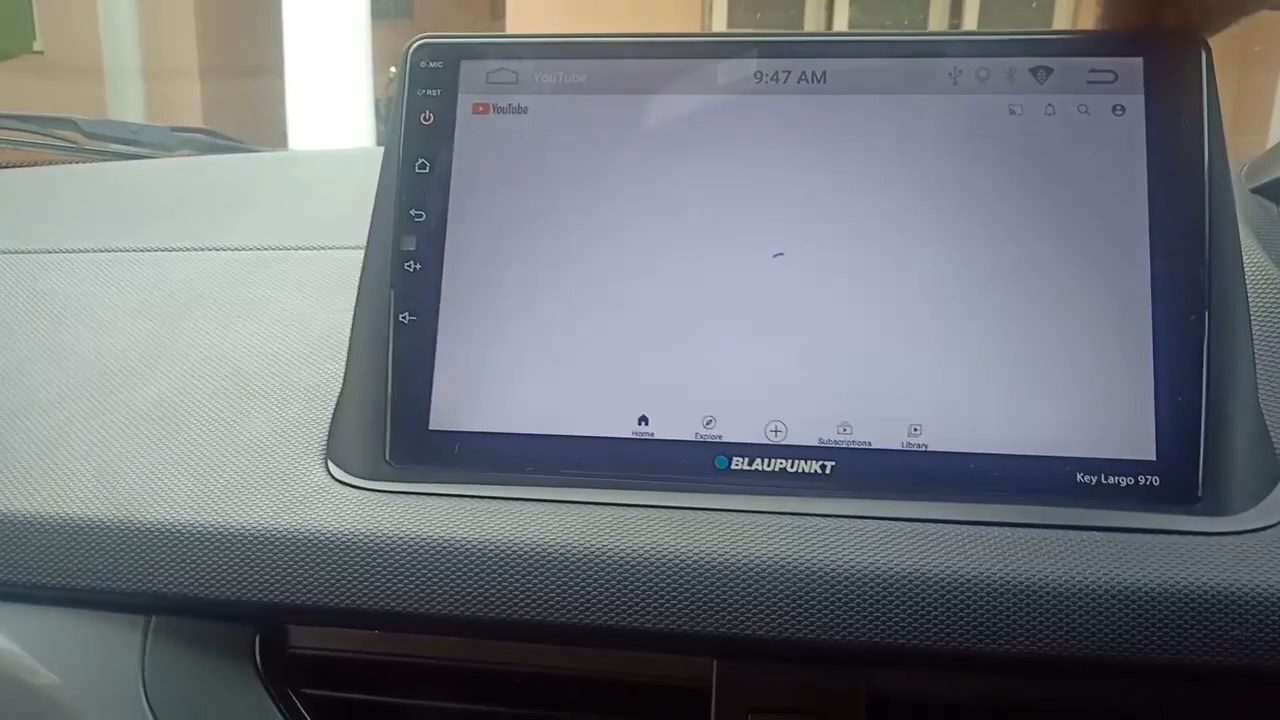 MIC
RST
YouTube
9:47 AM
YouTube
Home
Explore
Subscriptions
Library
BLAUPUNKT
Key Largo 970